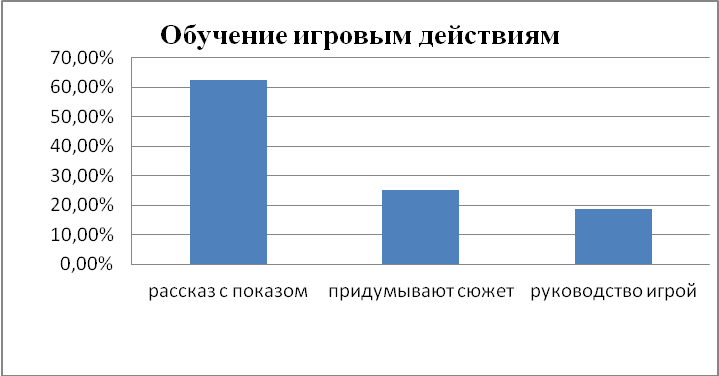 Обучение игровым действиям
70,00%
60,00%
50,00%
40,00%
30,00%
20,00%
10,00%
0,00%
рассказ с показом
придумывают сюжет
руководство игрой